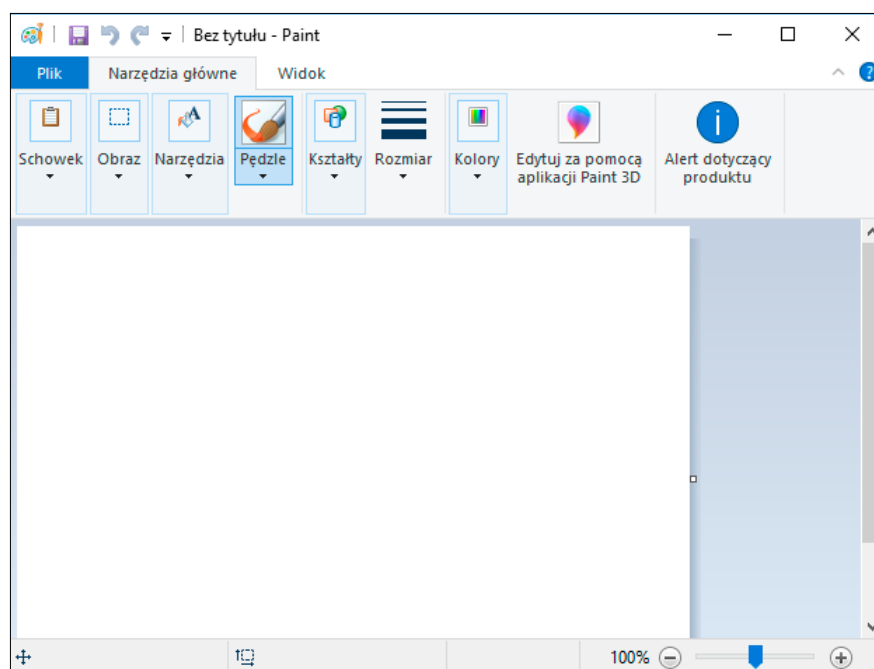 Bez tytułu - Paint
Plik Narzędzia główne Widok
Schowek Obraz Narzędzia Pędzle Kształty Rozmiar Kolory Edytuj za pomocą aplikacji Paint 3D Alert dotyczący produktu
100%